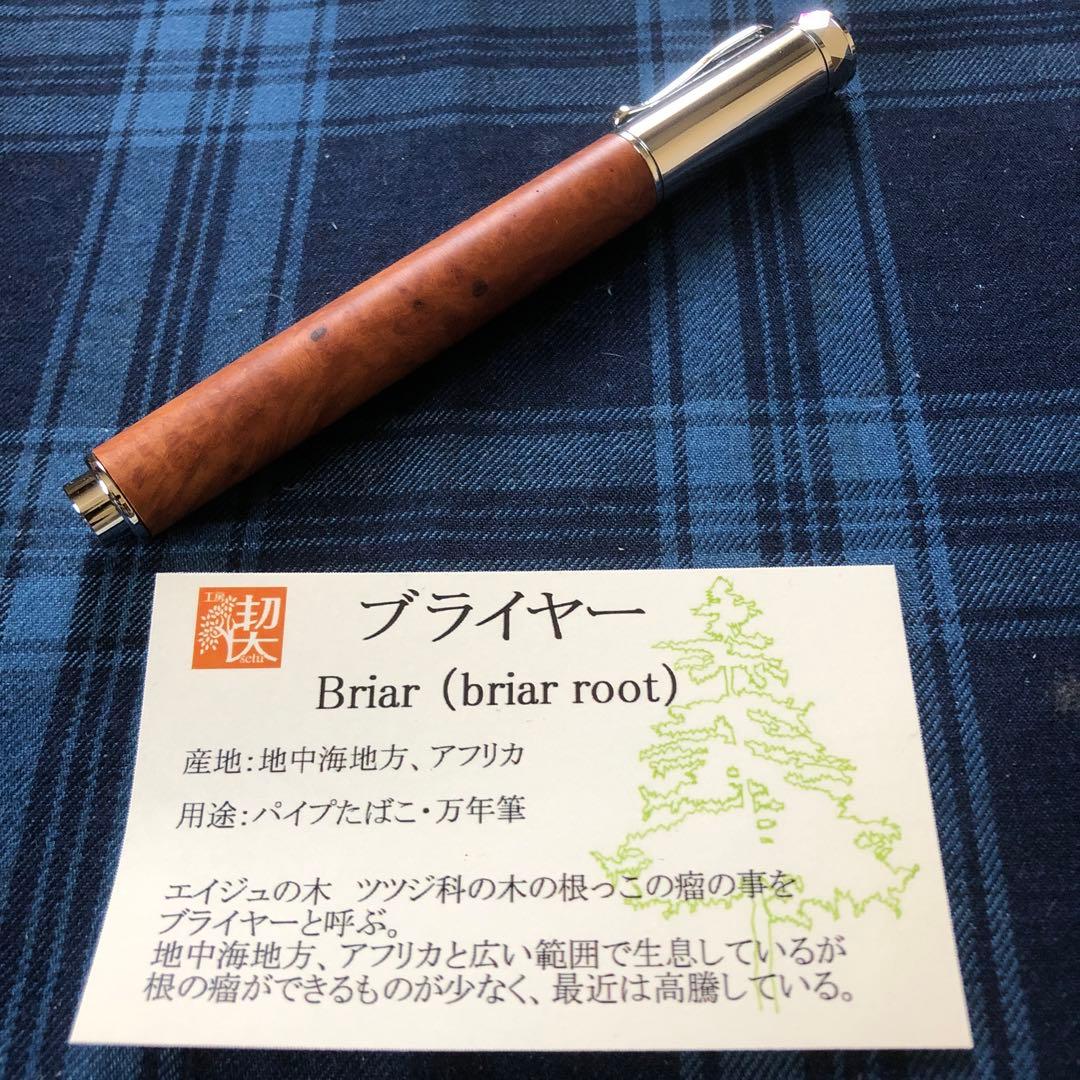 工房
契
setu
ブライヤー
Briar (briar root)
産地：地中海地方、アフリカ
用途：パイプたばこ・万年筆
エイジュの木　ツツジ科の木の根っこの瘤の事を
ブライヤーと呼ぶ。
地中海地方、アフリカと広い範囲で生息しているが
根の瘤ができるものが少なく、最近は高騰している。